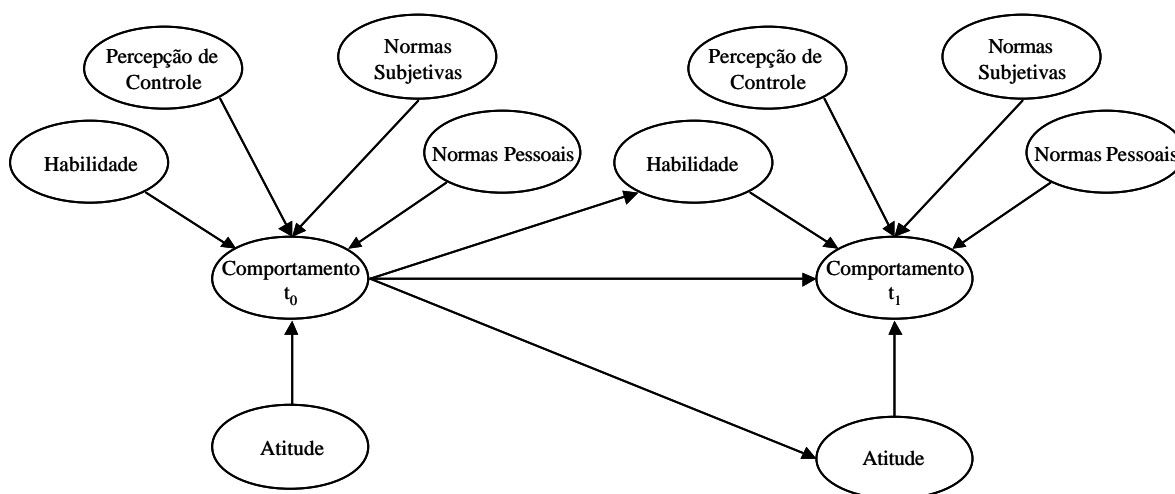 Percepção de
Controle
Normas
Subjetivas
Habilidade
Normas Pessoais
Comportamento
t0
Atitude
Percepção de
Controle
Normas
Subjetivas
Habilidade
Normas Pessoais
Comportamento
t1
Atitude